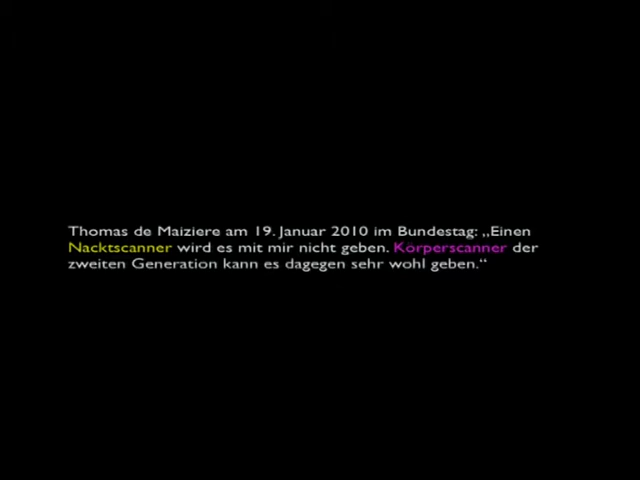 Thomas de Maiziere am 19. Januar 2010 im Bundestag: „Einen
Nacktscanner wird es mit mir nicht geben. Körperscanner der
zweiten Generation kann es dagegen sehr wohl geben.“